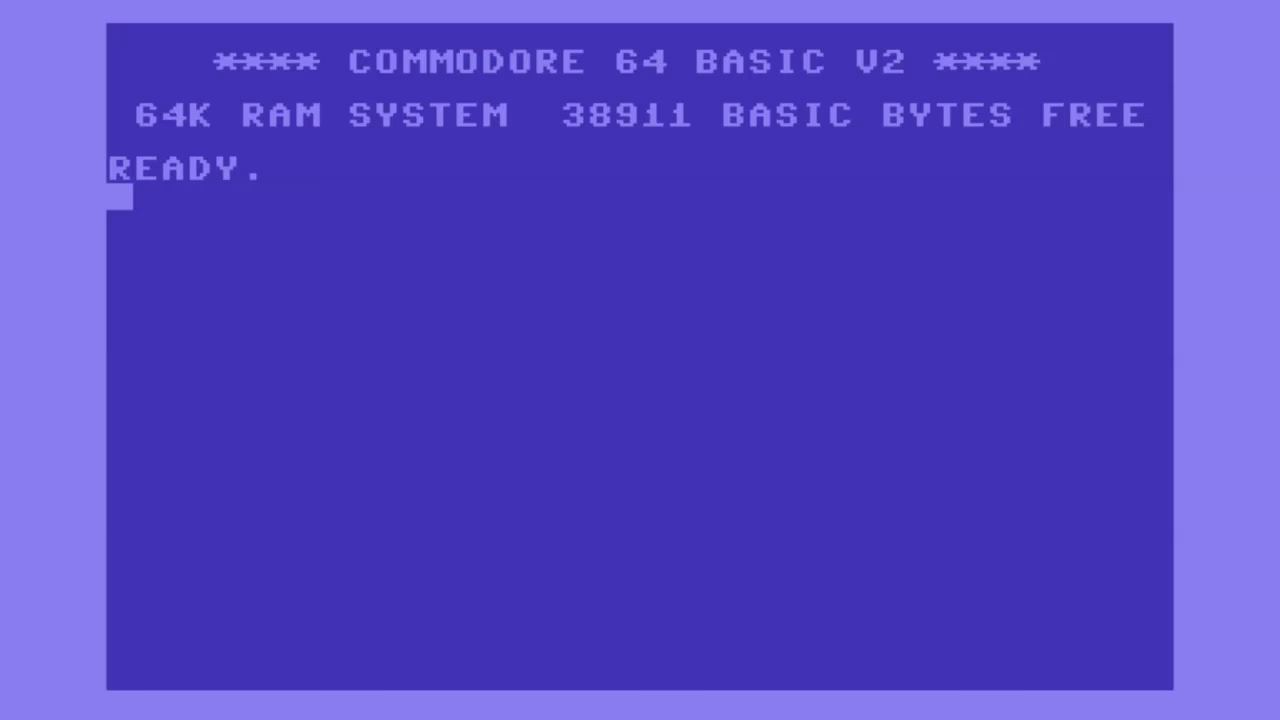 **** COMMODORE 64 BASIC V2 ****
64K RAM SYSTEM  38911 BASIC BYTES FREE
READY.